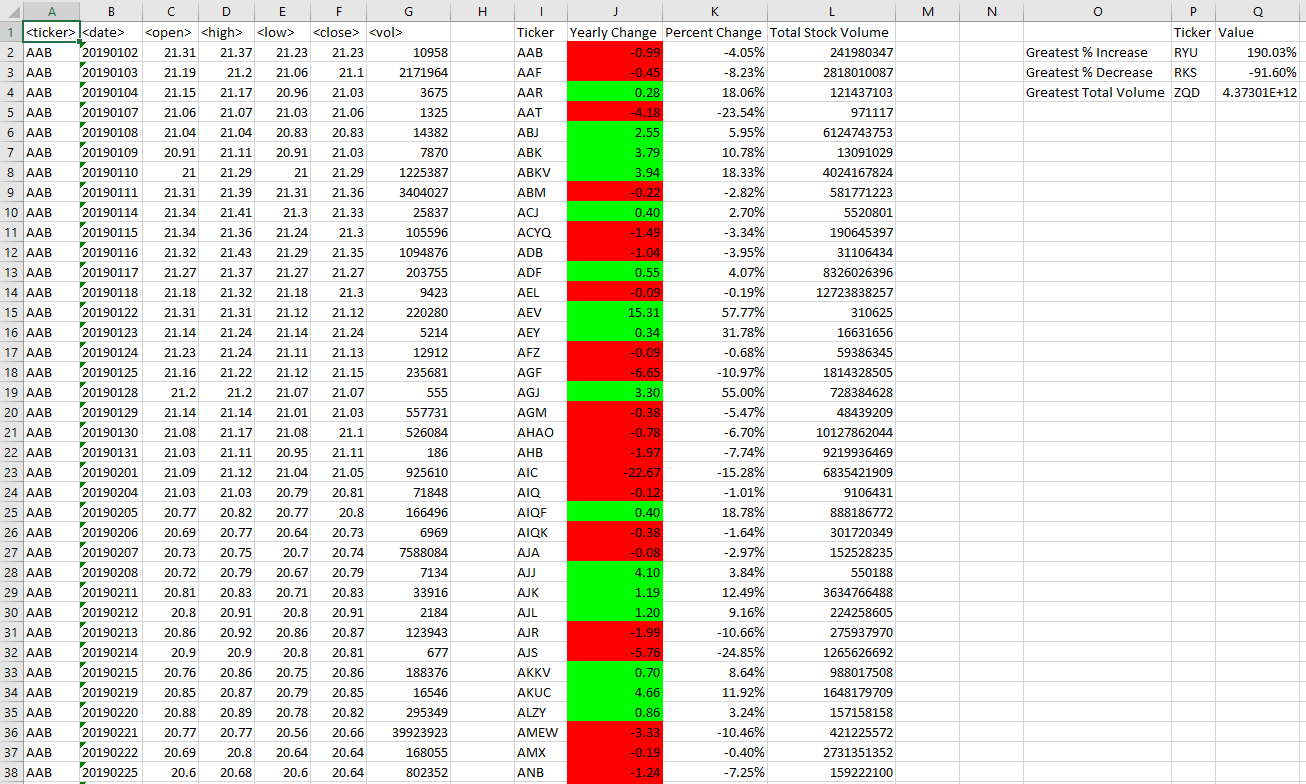 A B C D E F G H I J K L M N O P Q
1 <ticker> <date> <open> <high> <low> <close> <vol> Ticker Yearly Change Percent Change Total Stock Volume Ticker Value
2 AAB 20190102 21.31 21.37 21.23 21.23 10958 AAB -0.99 -4.05% 241980347 Greatest % Increase RYU 190.03%
3 AAB 20190103 21.19 21.2 21.06 21.1 2171964 AAF -0.45 -8.23% 2818010087 Greatest % Decrease RKS -91.60%
4 AAB 20190104 21.15 21.17 20.96 21.03 3675 AAR 0.28 18.06% 121437103 Greatest Total Volume ZQD 4.37301E+12
5 AAB 20190107 21.06 21.07 21.03 21.06 1325 AAT -4.18 -23.54% 971117
6 AAB 20190108 21.04 21.04 20.83 20.83 14382 ABJ 2.55 5.95% 6124743753
7 AAB 20190109 20.91 21.11 20.91 21.03 7870 ABK 3.79 10.78% 13091029
8 AAB 20190110 21 21.29 21 21.29 1225387 ABKV 3.94 18.33% 4024167824
9 AAB 20190111 21.31 21.39 21.31 21.36 3404027 ABM -0.22 -2.82% 581771223
10 AAB 20190114 21.34 21.41 21.3 21.33 25837 ACJ 0.40 2.70% 5520801
11 AAB 20190115 21.34 21.36 21.24 21.3 105596 ACYQ -1.49 -3.34% 190645397
12 AAB 20190116 21.32 21.43 21.29 21.35 1094876 ADB -1.04 -3.95% 31106434
13 AAB 20190117 21.27 21.37 21.27 21.27 203755 ADF 0.55 4.07% 8326026396
14 AAB 20190118 21.18 21.32 21.18 21.3 9423 AEL -0.09 -0.19% 12723838257
15 AAB 20190122 21.31 21.31 21.12 21.12 220280 AEV 15.31 57.77% 310625
16 AAB 20190123 21.14 21.24 21.14 21.24 5214 AEY 0.34 31.78% 16631656
17 AAB 20190124 21.23 21.24 21.11 21.13 12912 AFZ -0.09 -0.68% 59386345
18 AAB 20190125 21.16 21.22 21.12 21.15 235681 AGF -6.65 -10.97% 1814328505
19 AAB 20190128 21.2 21.2 21.07 21.07 555 AGJ 3.30 55.00% 728384628
20 AAB 20190129 21.14 21.14 21.01 21.03 557731 AGM -0.38 -5.47% 48439209
21 AAB 20190130 21.08 21.17 21.08 21.1 526084 AHAO -0.78 -6.70% 10127862044
22 AAB 20190131 21.03 21.11 20.95 21.11 186 AHB -1.97 -7.74% 9219936469
23 AAB 20190201 21.09 21.12 21.04 21.05 925610 AIC -22.67 -15.28% 6835421909
24 AAB 20190204 21.03 21.03 20.79 20.81 71848 AIQ -0.12 -1.01% 9106431
25 AAB 20190205 20.77 20.82 20.77 20.8 166496 AIQF 0.40 18.78% 888186772
26 AAB 20190206 20.69 20.77 20.64 20.73 6969 AIQK -0.38 -1.64% 301720349
27 AAB 20190207 20.73 20.75 20.7 20.74 7588084 AJA -0.08 -2.97% 152528235
28 AAB 20190208 20.72 20.79 20.67 20.79 7134 AJJ 4.10 3.84% 550188
29 AAB 20190211 20.81 20.83 20.71 20.83 33916 AJK 1.19 12.49% 3634766488
30 AAB 20190212 20.8 20.91 20.8 20.91 2184 AJL 1.20 9.16% 224258605
31 AAB 20190213 20.86 20.92 20.86 20.87 123943 AJR -1.99 -10.66% 275937970
32 AAB 20190214 20.9 20.9 20.8 20.81 677 AJS -5.76 -24.85% 1265626692
33 AAB 20190215 20.76 20.86 20.75 20.86 188376 AKKV 0.70 8.64% 988017508
34 AAB 20190219 20.85 20.87 20.79 20.85 16546 AKUC 4.66 11.92% 1648179709
35 AAB 20190220 20.88 20.89 20.78 20.82 295349 ALZY 0.86 3.24% 157158158
36 AAB 20190221 20.77 20.77 20.56 20.66 39923923 AMEW -3.33 -10.46% 421225572
37 AAB 20190222 20.69 20.8 20.64 20.64 168055 AMX -0.19 -0.40% 2731351352
38 AAB 20190225 20.6 20.68 20.6 20.64 802352 ANB -1.24 -7.25% 159222100